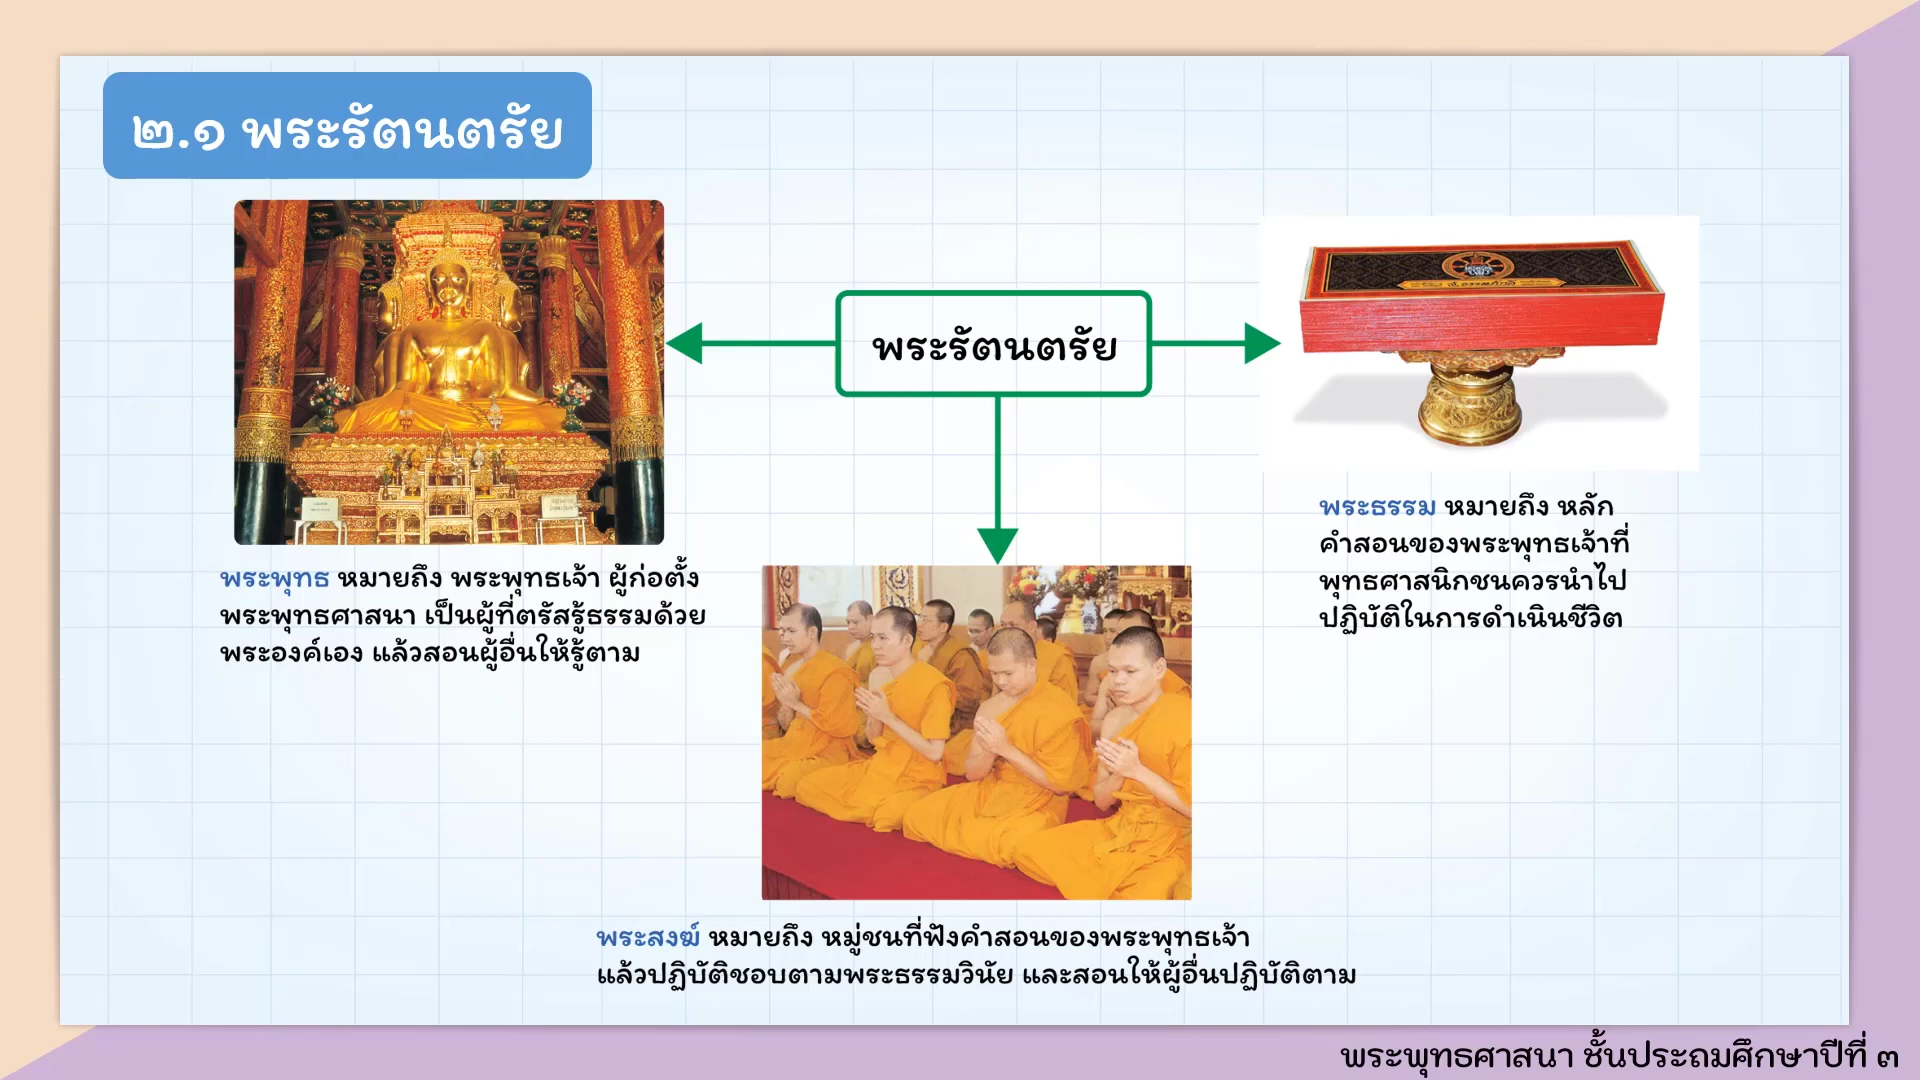 ๒.๑ พระรัตนตรัย
พระรัตนตรัย
พระพุทธ หมายถึง พระพุทธเจ้า ผู้ก่อตั้ง
พระพุทธศาสนา เป็นผู้ที่ตรัสรู้ธรรมด้วย
พระองค์เอง แล้วสอนผู้อื่นให้รู้ตาม
พระธรรม หมายถึง หลัก
คำสอนของพระพุทธเจ้าที่
พุทธศาสนิกชนควรนำไป
ปฏิบัติในการดำเนินชีวิต
พระสงฆ์ หมายถึง หมู่ชนที่ฟังคำสอนของพระพุทธเจ้า
แล้วปฏิบัติชอบตามพระธรรมวินัย และสอนให้ผู้อื่นปฏิบัติตาม
พระพุทธศาสนา ชั้นประถมศึกษาปีที่ ๓